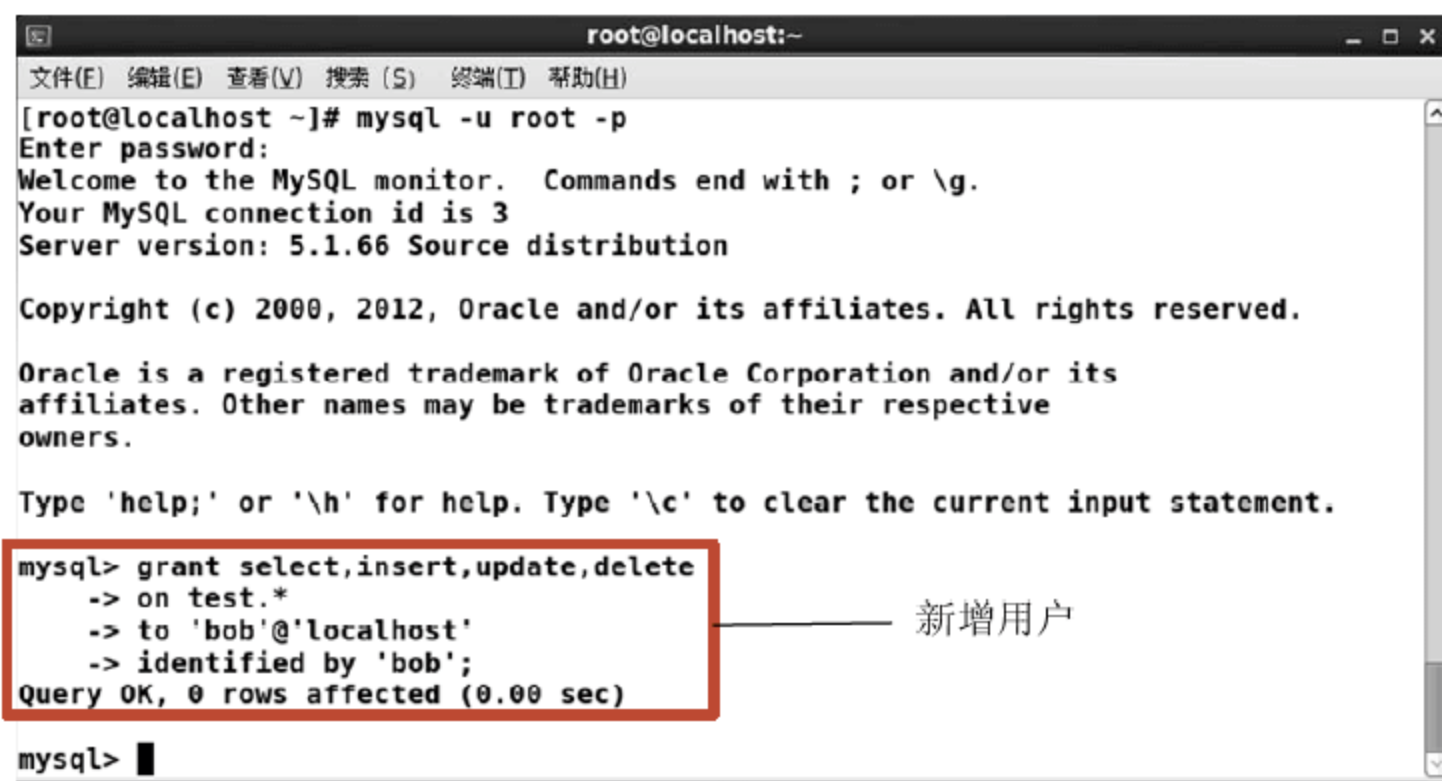 root@localhost:~
文件(F) 编辑(E) 查看(V) 搜索 (S) 终端(T) 帮助(H)
[root@localhost ~]# mysql -u root -p
Enter password:
Welcome to the MySQL monitor.  Commands end with ; or \g.
Your MySQL connection id is 3
Server version: 5.1.66 Source distribution
Copyright (c) 2000, 2012, Oracle and/or its affiliates. All rights reserved.
Oracle is a registered trademark of Oracle Corporation and/or its
affiliates. Other names may be trademarks of their respective
owners.
Type 'help;' or '\h' for help. Type '\c' to clear the current input statement.
mysql> grant select,insert,update,delete
-> on test.*
-> to 'bob'@'localhost'
-> identified by 'bob';
Query OK, 0 rows affected (0.00 sec)
新增用户
mysql>